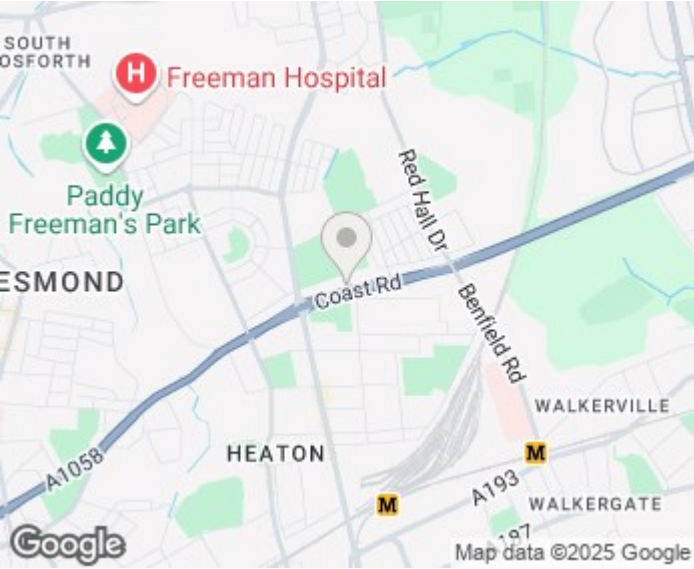 SOUTH
OSFORTH
H
Freeman Hospital
Paddy
Freeman's Park
ESMOND
Red Hall Dr
Coast Rd
Benfield Rd
WALKERVILLE
HEATON
A1058
M
M
A193
WALKERGATE
A187
Google
Map data ©2025 Google